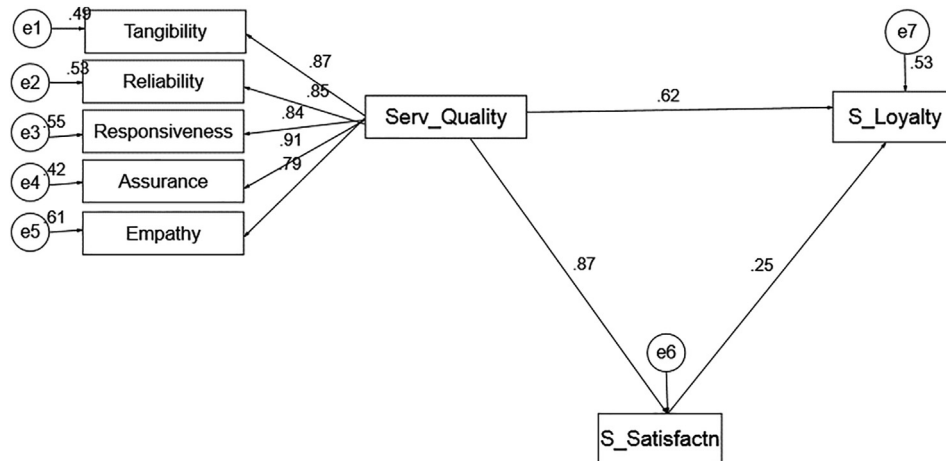 e1
.49
Tangibility
e2
.53
Reliability
e3
.55
Responsiveness
e4
.42
Assurance
e5
.61
Empathy
.87
.85
.84
.91
.79
Serv_Quality
.62
e7
.53
S_Loyalty
.87
.25
e6
S_Satisfactn